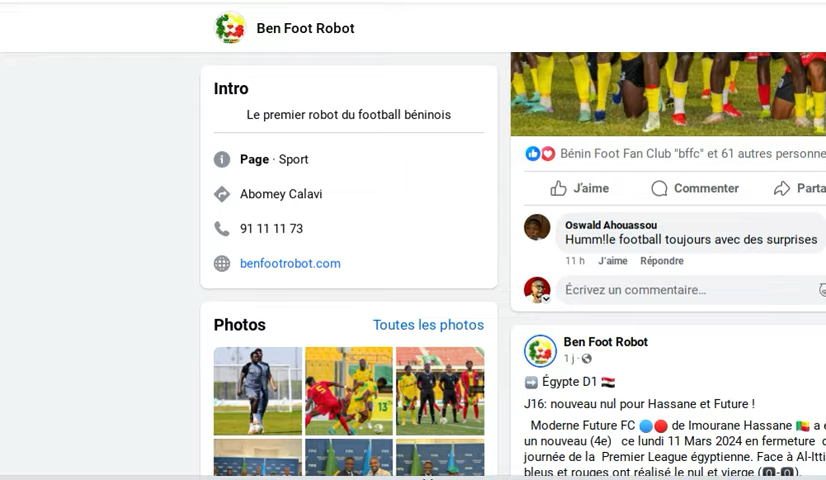 Ben Foot Robot
Intro
Le premier robot du football béninois
Page · Sport
Abomey Calavi
91 11 11 73
benfootrobot.com
Photos
Toutes les photos
Bénin Foot Fan Club "bffc" et 61 autres personne
J'aime
Commenter
Parta
Oswald Ahouassou
Humm!le football toujours avec des surprises
11 h J'aime Répondre
Écrivez un commentaire...
Ben Foot Robot
1 j ·
➡️ Égypte D1 🇪🇬
J16: nouveau nul pour Hassane et Future !
Moderne Future FC 🔵🔴 de Imourane Hassane 🇧🇯 a
un nouveau (4e) ce lundi 11 Mars 2024 en fermeture
journée de la Premier League égyptienne. Face à Al-Itti
bleus et rouges ont réalisé le nul et vierge (0️⃣-0️⃣).